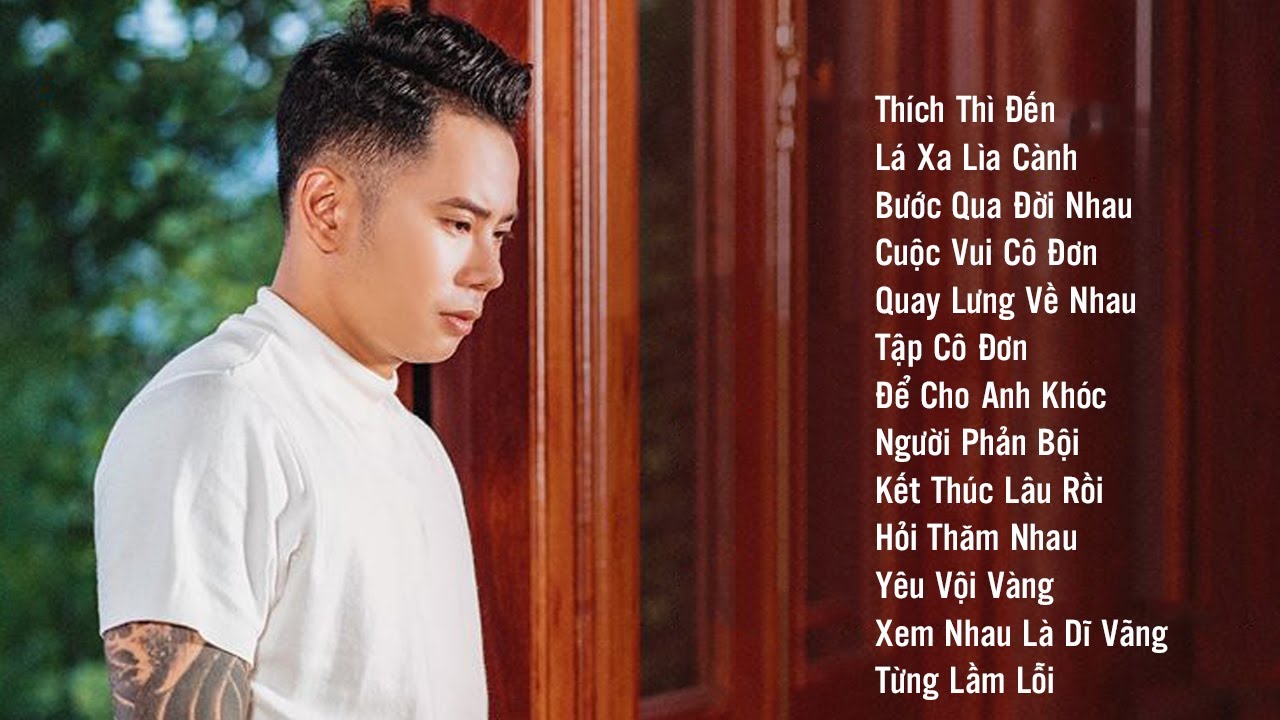 Thích Thì Đến
Lá Xa Lìa Cành
Bước Qua Đời Nhau
Cuộc Vui Cô Đơn
Quay Lưng Về Nhau
Tập Cô Đơn
Để Cho Anh Khóc
Người Phản Bội
Kết Thúc Lâu Rồi
Hỏi Thăm Nhau
Yêu Vội Vàng
Xem Nhau Là Dĩ Vãng
Từng Lầm Lỗi